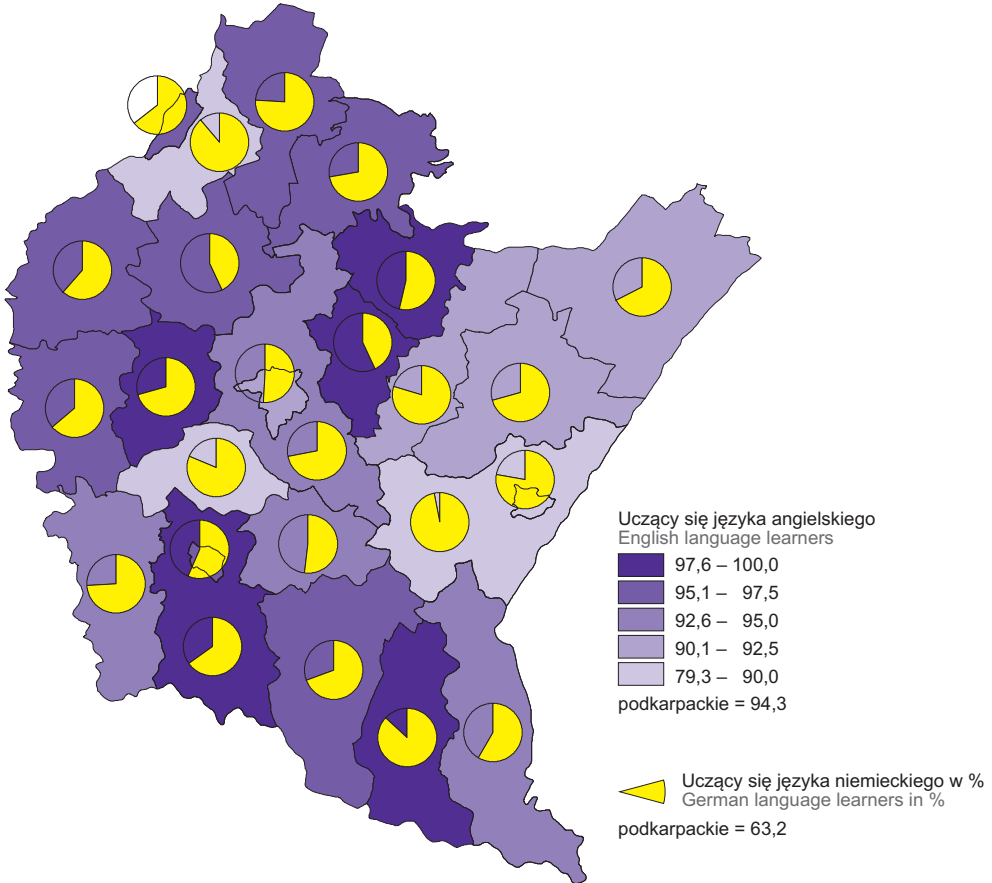 Uczący się języka angielskiego
English language learners
97,6 – 100,0
95,1 – 97,5
92,6 – 95,0
90,1 – 92,5
79,3 – 90,0
podkarpackie = 94,3
Uczący się języka niemieckiego w %
German language learners in %
podkarpackie = 63,2